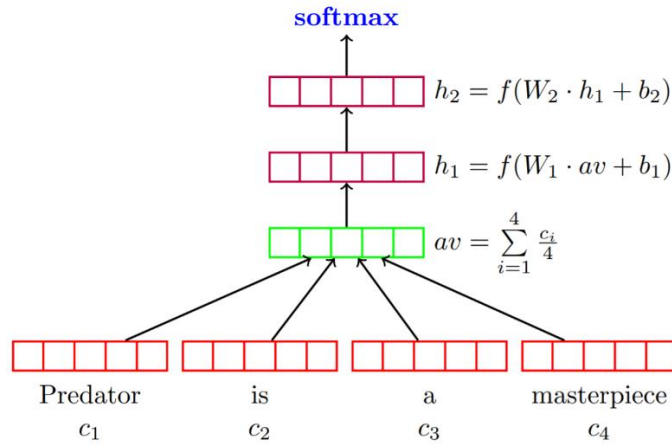 softmax
h₂ = f(W₂ · h₁ + b₂)
h₁ = f(W₁ · av + b₁)
av = ∑_{i=1}^{4} c_i/4
Predator is a masterpiece
c₁ c₂ c₃ c₄